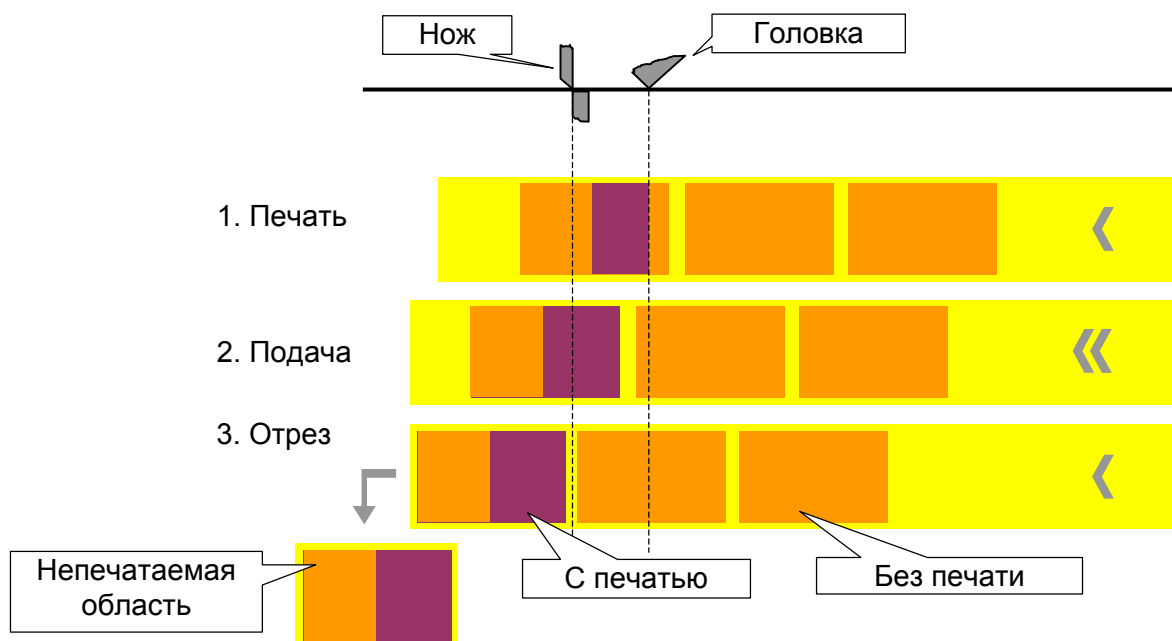 Нож
Головка
1. Печать
2. Подача
3. Отрез
Непечатаемая
область
С печатью
Без печати